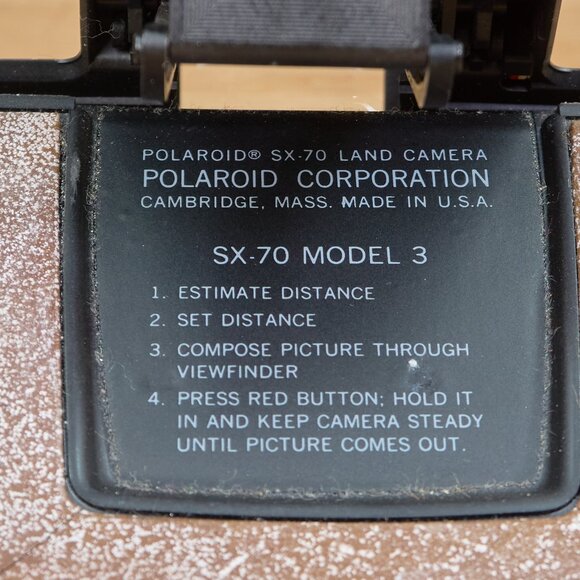 POLAROID® SX-70 LAND CAMERA
POLAROID CORPORATION
CAMBRIDGE, MASS. MADE IN U.S.A.
SX-70 MODEL 3
1. ESTIMATE DISTANCE
2. SET DISTANCE
3. COMPOSE PICTURE THROUGH
VIEWFINDER
4. PRESS RED BUTTON; HOLD IT
IN AND KEEP CAMERA STEADY
UNTIL PICTURE COMES OUT.